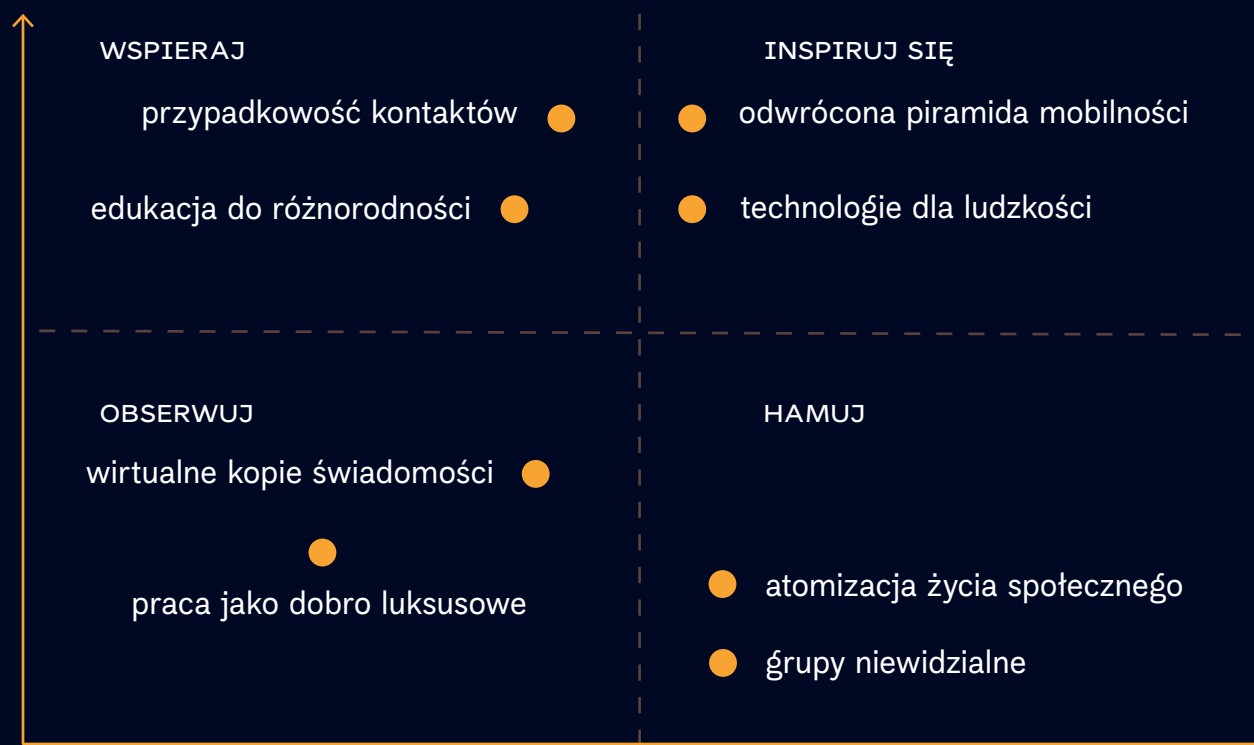 WSPIERAJ
przypadkowość kontaktów
edukacja do różnorodności
INSPIRUJ SIĘ
odwrócona piramida mobilności
technologie dla ludzkości
OBSERWUJ
wirtualne kopie świadomości
praca jako dobro luksusowe
HAMUJ
atomizacja życia społecznego
grupy niewidzialne